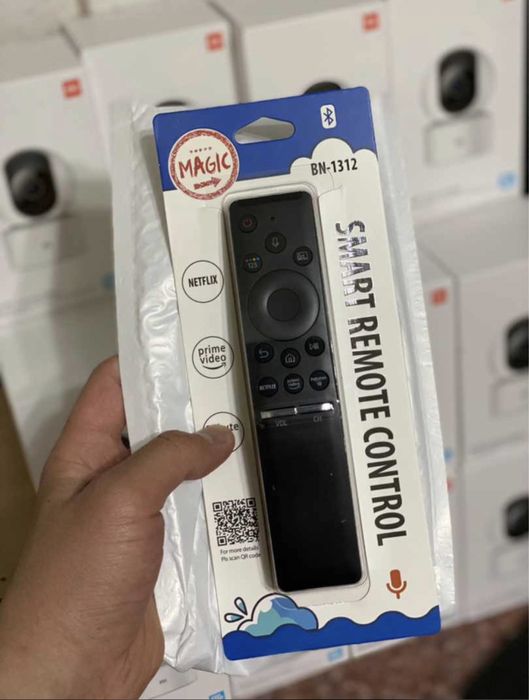 MAGIC
BN-1312
SMART REMOTE CONTROL
NETFLIX
prime
video
123
NETFLIX
VOL
CH
For more details
Pls scan QR code